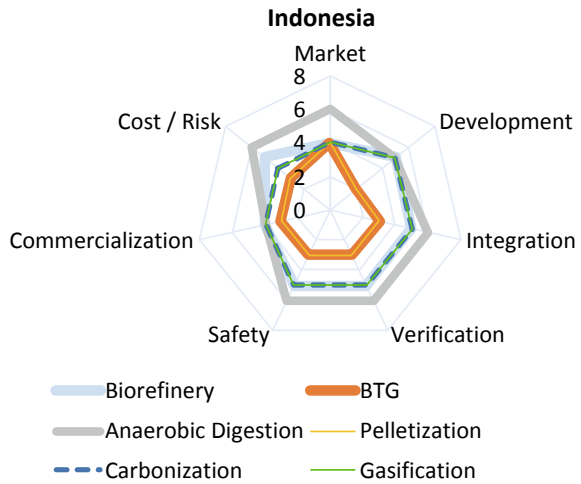 Indonesia
Market
8
6
4
2
0
Cost / Risk
Development
Commercialization
Integration
Safety
Verification
Biorefinery
BTG
Anaerobic Digestion
Pelletization
Carbonization
Gasification